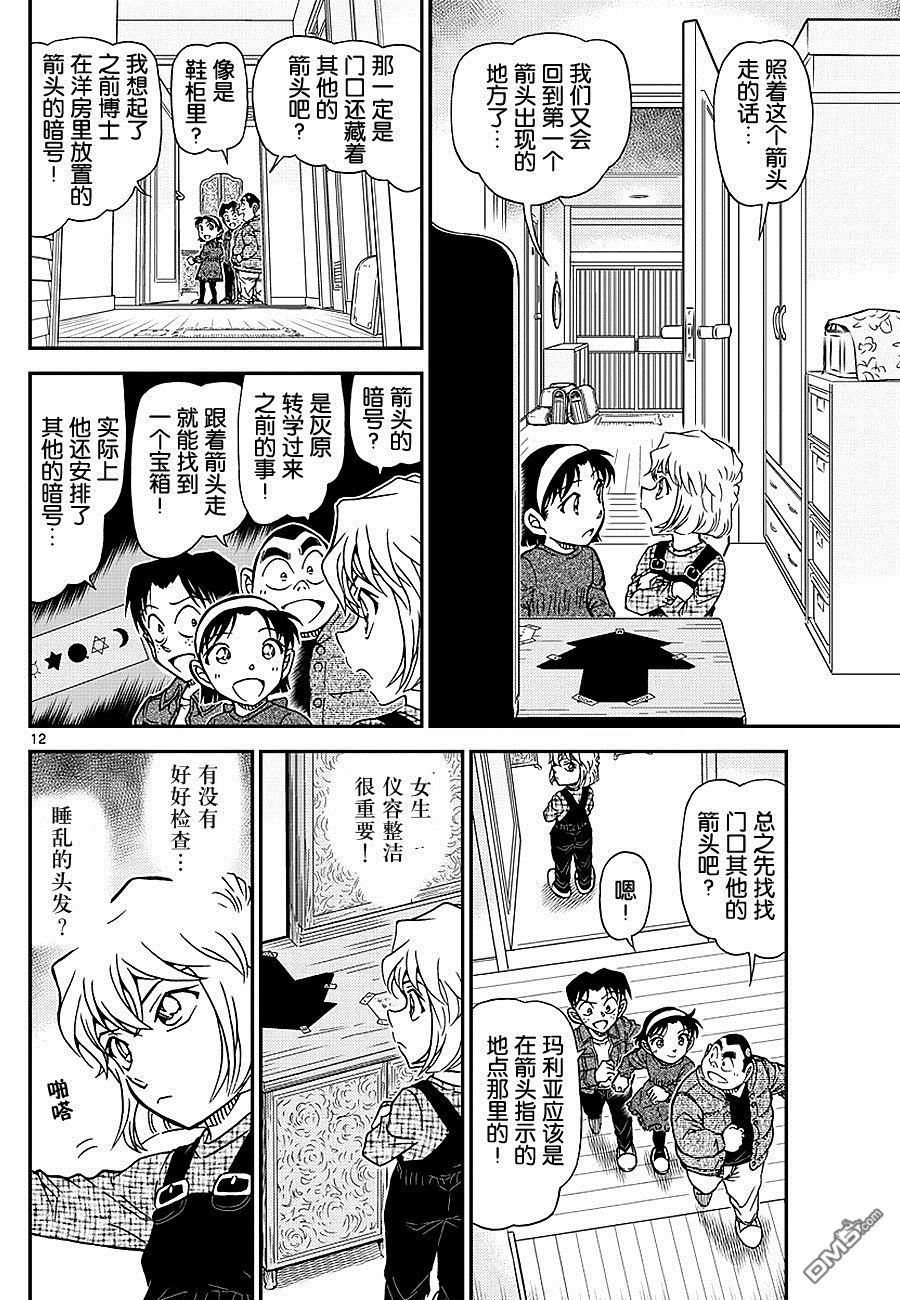 照着这个箭头
走的话…
我们又会
回到第一个
箭头出现的
地方了…
那一定是
门口还藏着
其他的
箭头吧？
像是
鞋柜里？
我想起了
之前博士
在洋房里放置的
箭头的暗号！
箭头的
暗号？
是灰原
转学过来
之前的事！
跟着箭头走
就能找到
一个宝箱！
实际上
他还安排了
其他的暗号…
12
总之先找找
门口其他的
箭头吧？
嗯！
玛利亚应该是
在箭头指示的
地点那里的！
女生
仪容整洁
很重要！
有没有
好好检查…
睡乱的头发？
啪嗒
DM5.com